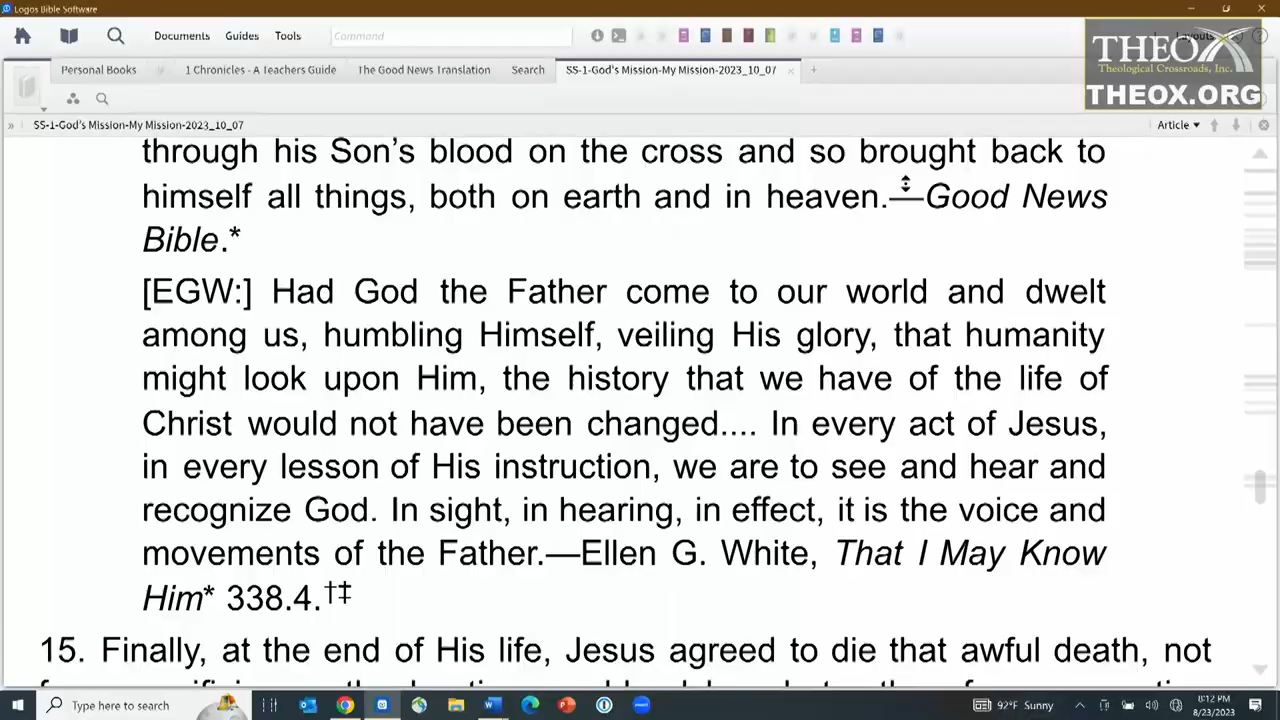 Logos Bible Software
Documents Guides Tools Command Layouts
THEOX
Theological Crossroads, Inc.
THEOX.ORG
Personal Books 1 Chronicles - A Teachers Guide The Good News Bible Search SS-1-God's Mission-My Mission-2023_10_07
SS-1-God's Mission-My Mission-2023_10_07 Article
through his Son's blood on the cross and so brought back to
himself all things, both on earth and in heaven.—Good News
Bible.*
[EGW:] Had God the Father come to our world and dwelt
among us, humbling Himself, veiling His glory, that humanity
might look upon Him, the history that we have of the life of
Christ would not have been changed.... In every act of Jesus,
in every lesson of His instruction, we are to see and hear and
recognize God. In sight, in hearing, in effect, it is the voice and
movements of the Father.—Ellen G. White, That I May Know
Him* 338.4.†‡
15. Finally, at the end of His life, Jesus agreed to die that awful death, not
Type here to search 92°F Sunny 8:12 PM
8/23/2023